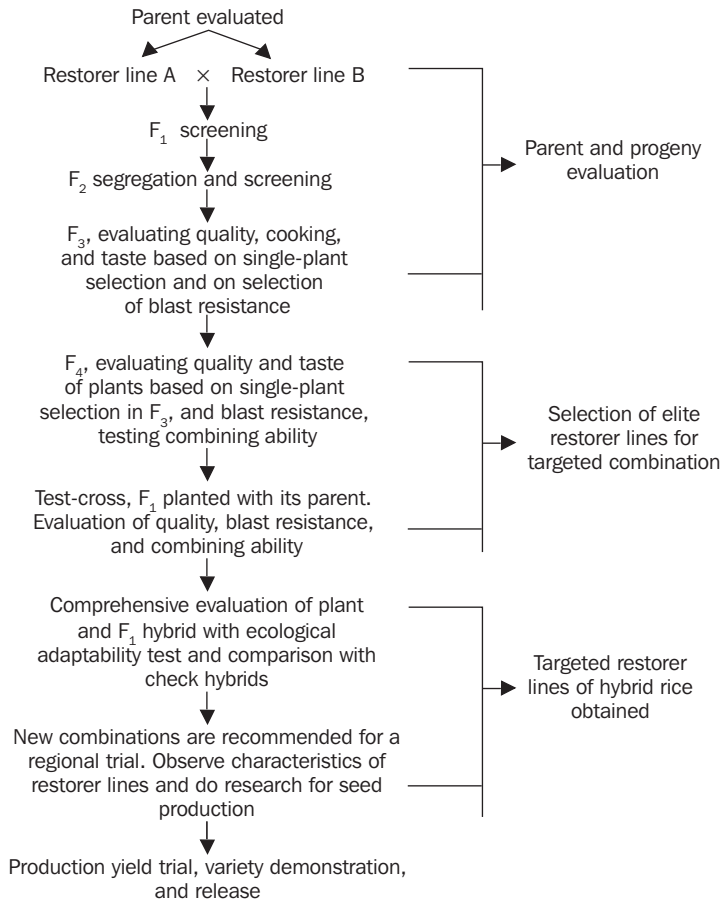 Parent evaluated
Restorer line A × Restorer line B
F₁ screening
F₂ segregation and screening
F₃, evaluating quality, cooking,
and taste based on single-plant
selection and on selection
of blast resistance
Parent and progeny
evaluation
F₄, evaluating quality and taste
of plants based on single-plant
selection in F₃, and blast resistance,
testing combining ability
Test-cross, F₁ planted with its parent.
Evaluation of quality, blast resistance,
and combining ability
Selection of elite
restorer lines for
targeted combination
Comprehensive evaluation of plant
and F₁ hybrid with ecological
adaptability test and comparison with
check hybrids
New combinations are recommended for a
regional trial. Observe characteristics of
restorer lines and do research for seed
production
Targeted restorer
lines of hybrid rice
obtained
Production yield trial, variety demonstration,
and release